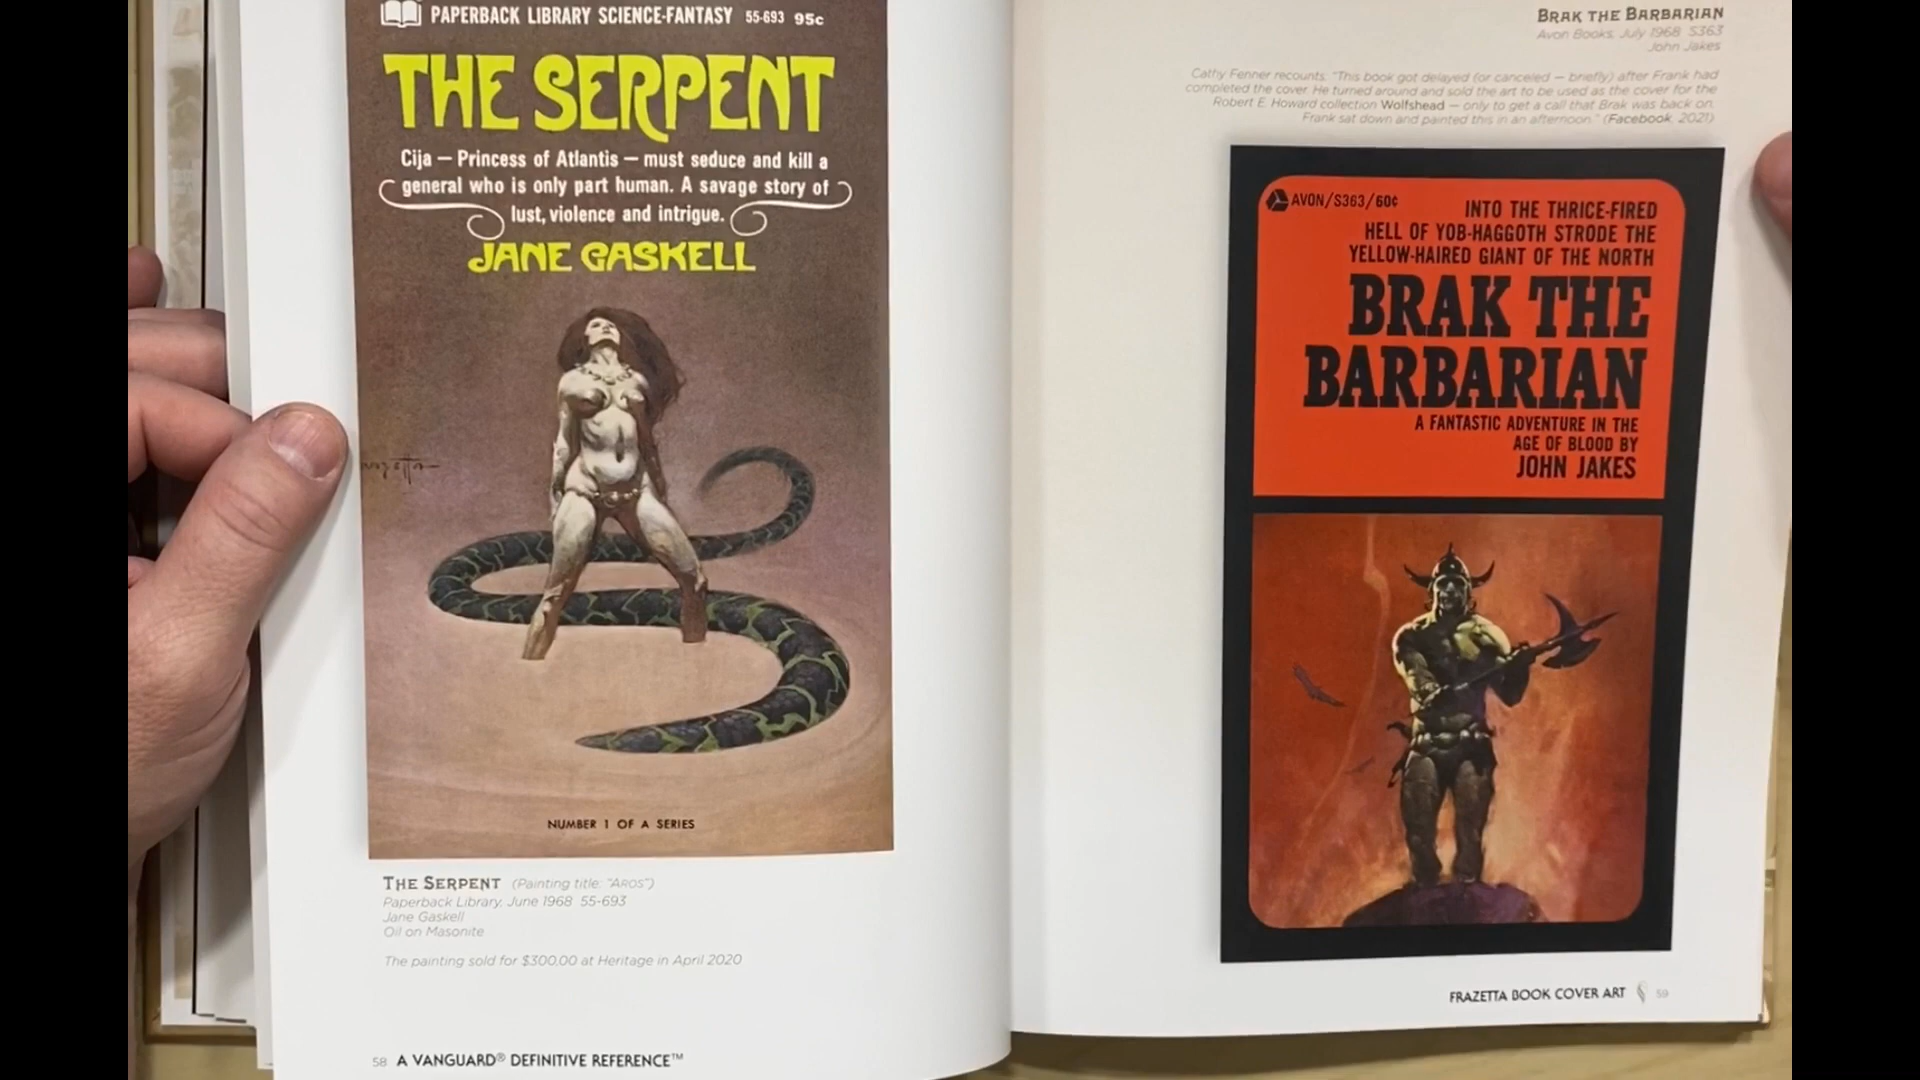 PAPERBACK LIBRARY SCIENCE-FANTASY 55-693 95c
THE SERPENT
Cija — Princess of Atlantis — must seduce and kill a
general who is only part human. A savage story of
lust, violence and intrigue.
JANE GASKELL
NUMBER 1 OF A SERIES
THE SERPENT (Painting title: "AROS")
Paperback Library, June 1968 55-693
Jane Gaskell
Oil on Masonite
The painting sold for $300,00 at Heritage in April 2020
58 A VANGUARD® DEFINITIVE REFERENCE™
BRAK THE BARBARIAN
Avon Books, July 1968 S363
John Jakes
Cathy Fenner recounts: "This book got delayed (or canceled — briefly) after Frank had
completed the cover. He turned around and sold the art to be used as the cover for the
Robert E. Howard collection Wolfshead — only to get a call that Brak was back on.
Frank sat down and painted this in an afternoon." (Facebook, 2021)
AVON/S363/60¢
INTO THE THRICE-FIRED
HELL OF YOB-HAGGOTH STRODE THE
YELLOW-HAIRED GIANT OF THE NORTH
BRAK THE
BARBARIAN
A FANTASTIC ADVENTURE IN THE
AGE OF BLOOD BY
JOHN JAKES
FRAZETTA BOOK COVER ART 59